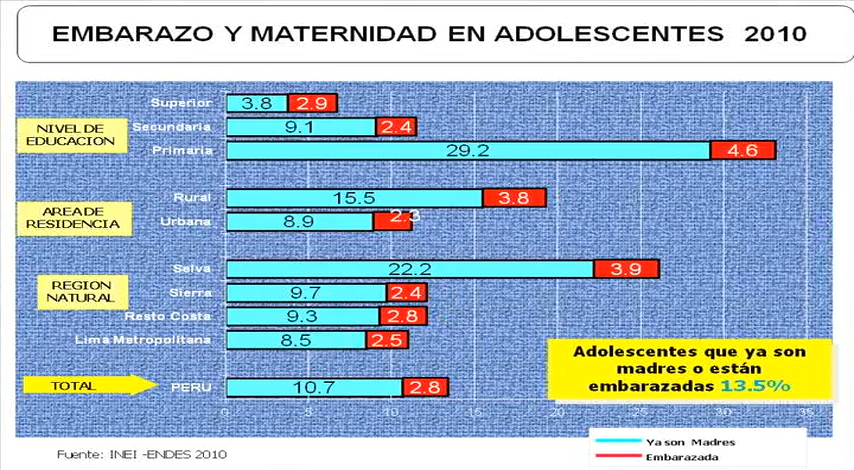 EMBARAZO Y MATERNIDAD EN ADOLESCENTES 2010
NIVEL DE
EDUCACION
Superior 3.8 2.9
Secundaria 9.1 2.4
Primaria 29.2 4.6
AREA DE
RESIDENCIA
Rural 15.5 3.8
Urbana 8.9 2.3
REGION
NATURAL
Selva 22.2 3.9
Sierra 9.7 2.4
Resto Costa 9.3 2.8
Lima Metropolitana 8.5 2.5
TOTAL
PERU 10.7 2.8
0 5 10 15 20 25 30 35
Adolescentes que ya son
madres o están
embarazadas 13.5%
Ya son Madres
Embarazada
Fuente: INEI -ENDES 2010